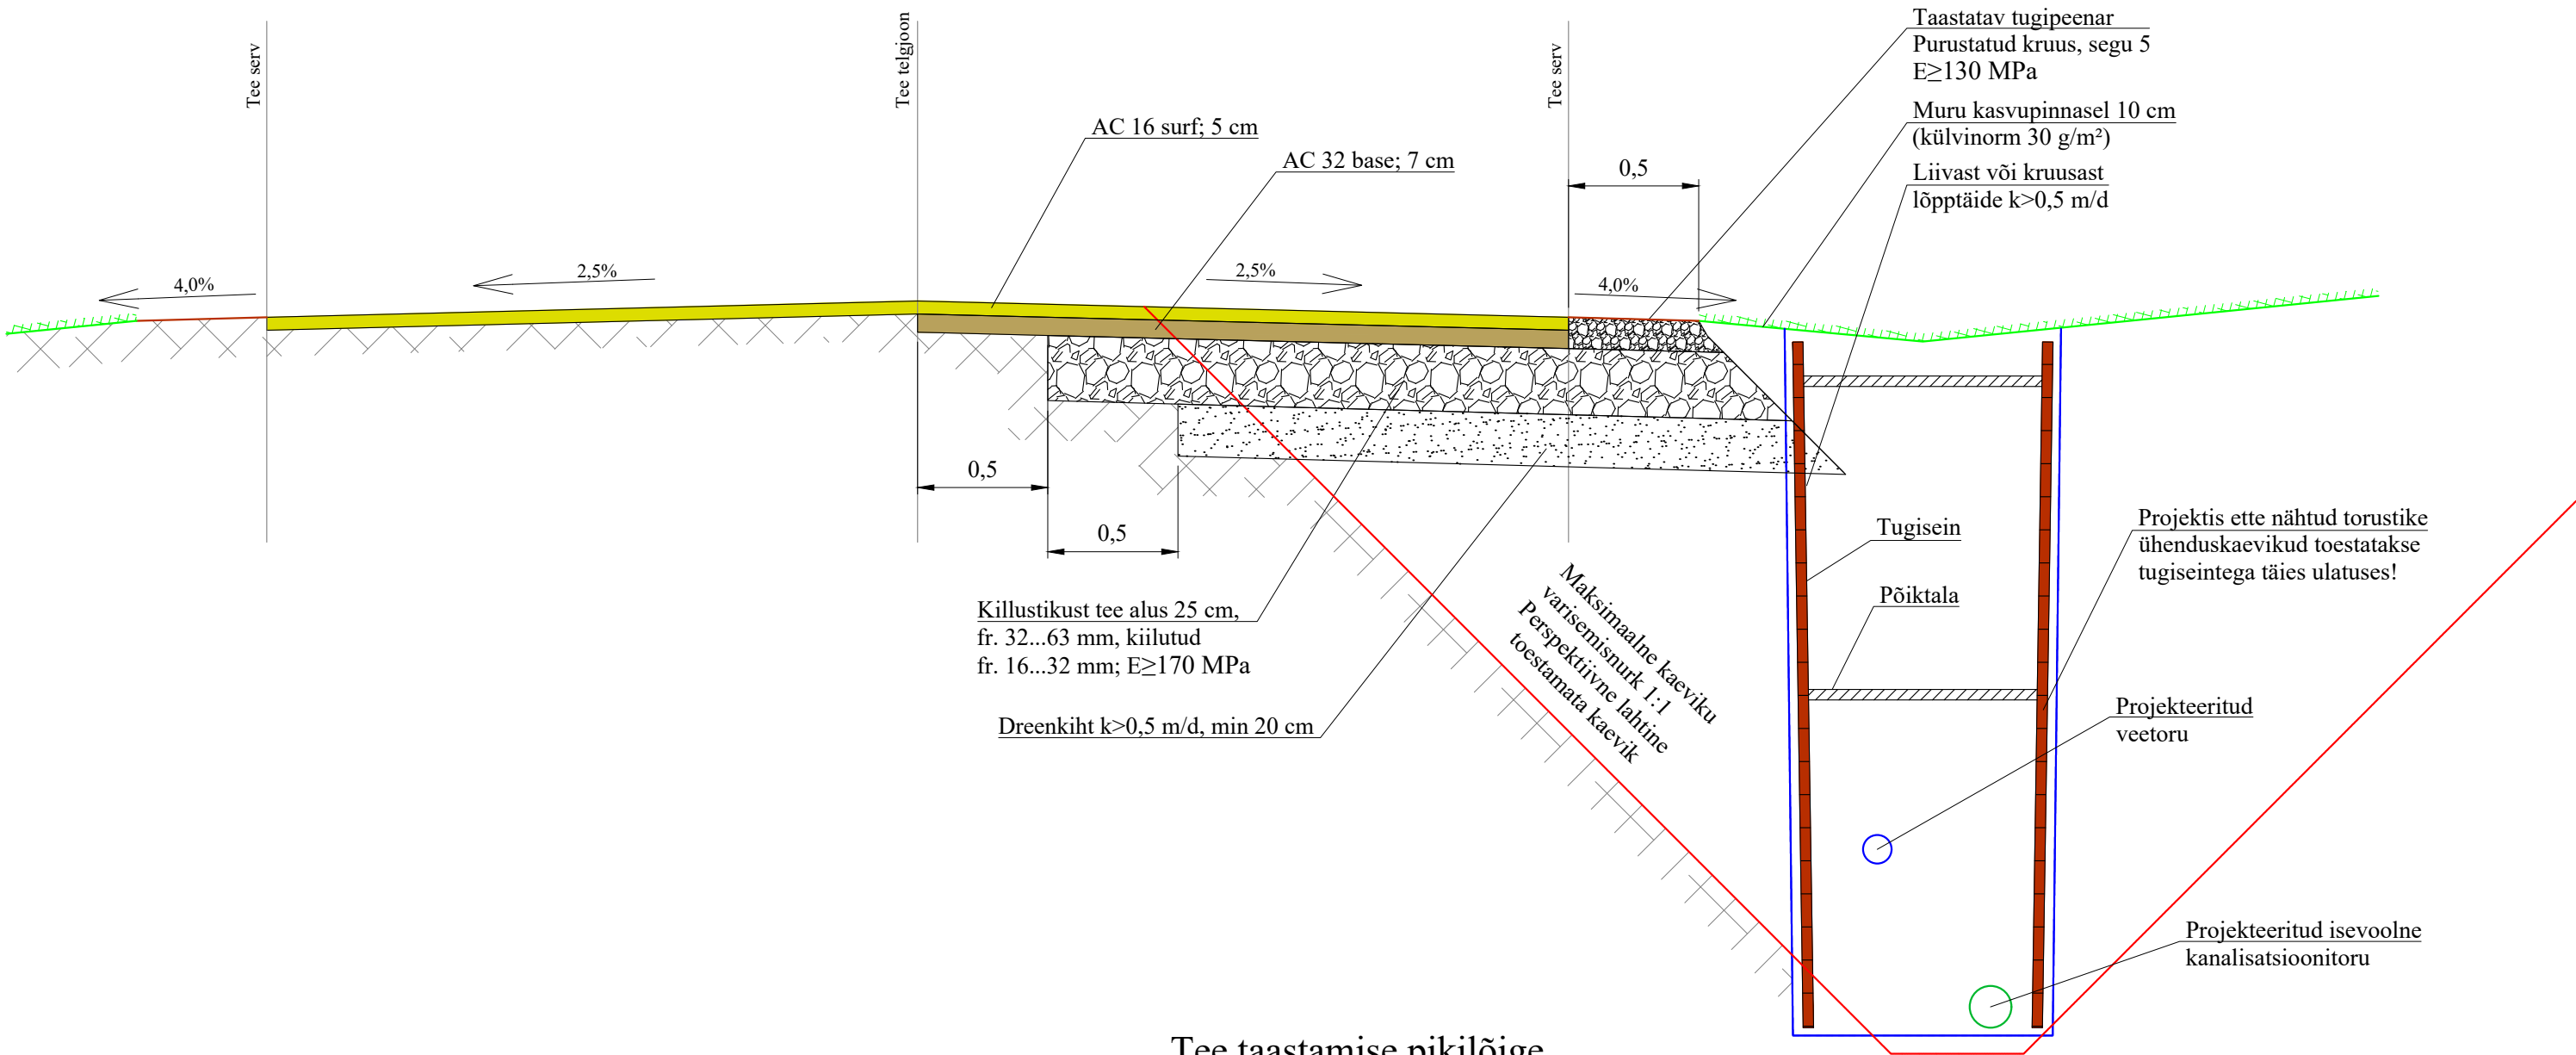 Tee serv
Tee telgjoon
Tee serv
Taastatav tugipeenar
Purustatud kruus, segu 5
E≥130 MPa
Muru kasvupinnasel 10 cm
(külvinorm 30 g/m²)
Liivast või kruusast
lõpptäide k>0,5 m/d
AC 16 surf; 5 cm
AC 32 base; 7 cm
0,5
4,0%
2,5%
2,5%
4,0%
0,5
0,5
Killustikust tee alus 25 cm,
fr. 32...63 mm, kiilutud
fr. 16...32 mm; E≥170 MPa
Dreenkiht k>0,5 m/d, min 20 cm
Maksimaalne kaeviku
varisemisnurk 1:1
Perspektiivne lahtine
toestamata kaevik
Tugisein
Põiktala
Projektis ette nähtud torustike
ühenduskaevikud toestatakse
tugiseintega täies ulatuses!
Projekteeritud
veetoru
Projekteeritud isevoolne
kanalisatsioonitoru
Tee taastamise pikilõige